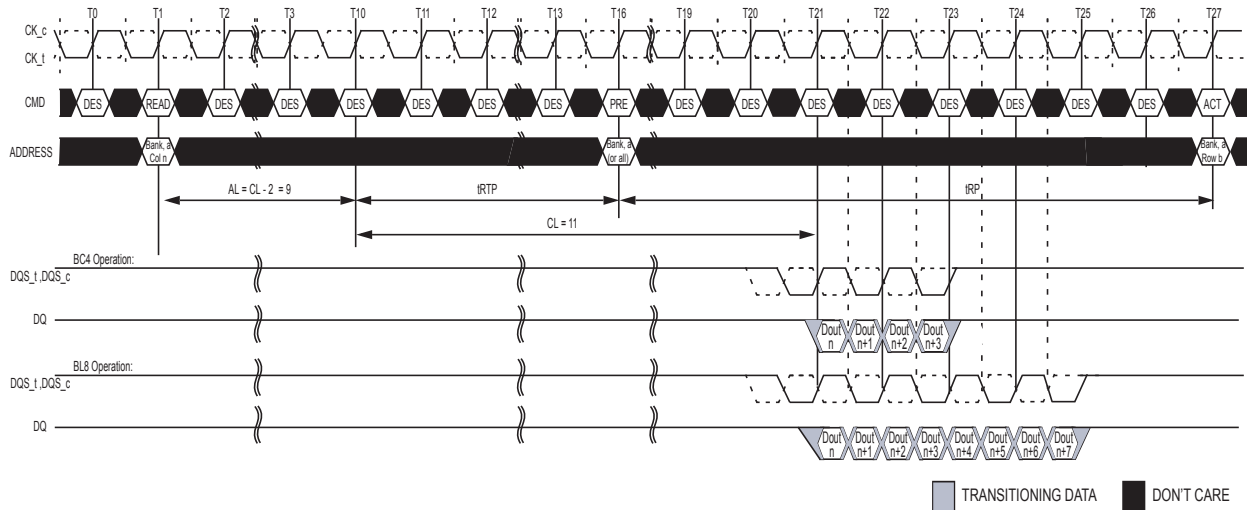 T0 T1 T2 T3 T10 T11 T12 T13 T16 T19 T20 T21 T22 T23 T24 T25 T26 T27
CK_c
CK_t
CMD DES READ DES DES DES DES DES DES PRE DES DES DES DES DES DES DES DES ACT
ADDRESS Bank, a Col n Bank, a (or all) Bank, a Row b
AL = CL - 2 = 9 tRTP tRP
CL = 11
BC4 Operation:
DQS_t ,DQS_c
DQ Dout n Dout n+1 Dout n+2 Dout n+3
BL8 Operation:
DQS_t ,DQS_c
DQ Dout n Dout n+1 Dout n+2 Dout n+3 Dout n+4 Dout n+5 Dout n+6 Dout n+7
TRANSITIONING DATA DON'T CARE